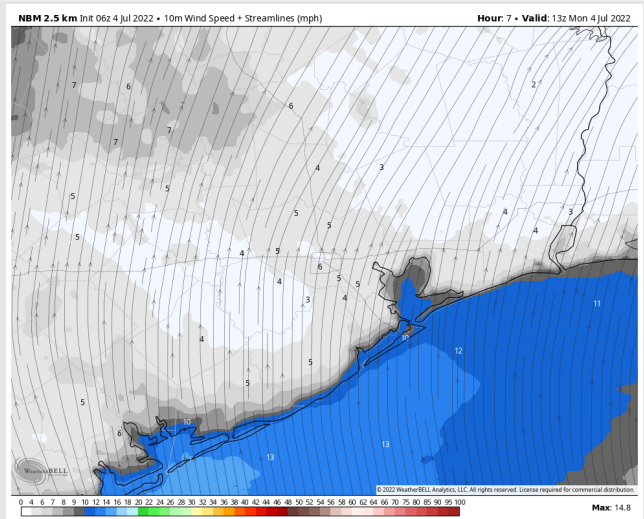 NBM 2.5 km Init 06z 4 Jul 2022 • 10m Wind Speed + Streamlines (mph) Hour: 7 • Valid: 13z Mon 4 Jul 2022
7 6 2
6
7 7
4 3
5
5 4 3
5 4
5
4 5
6
5
4 5
3 4
11
10
4 12
5
5
5
10
6 13
13
WEATHERBELL
© 2022 WeatherBELL Analytics, LLC. All rights reserved. License required for commercial distribution.
0 4 6 7 8 9 10 12 14 16 18 20 22 24 26 28 30 32 34 36 38 40 42 44 46 48 50 52 54 56 58 60 62 64 66 70 75 80 85 90 95 100
Max: 14.8